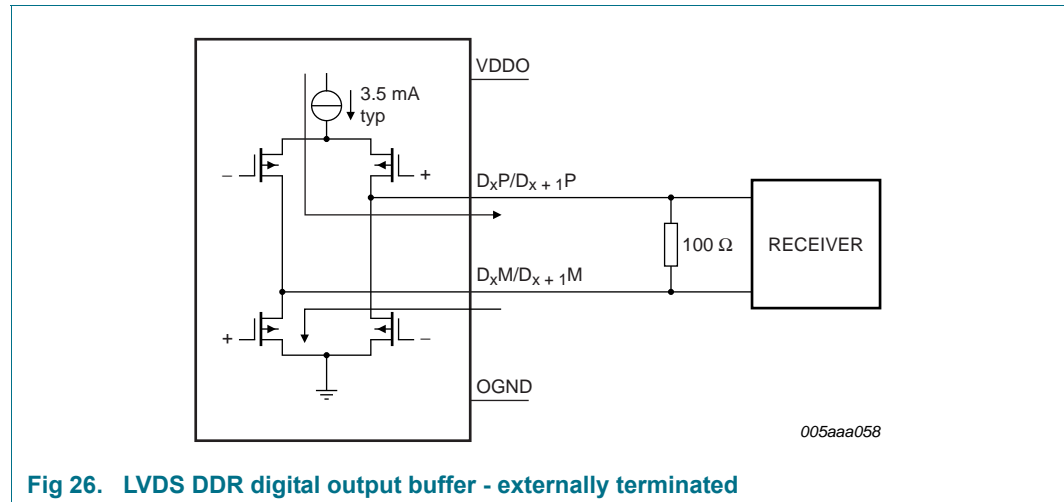 VDDO
3.5 mA
typ
–
+
DxP/Dx + 1P
100 Ω
RECEIVER
DxM/Dx + 1M
+
–
OGND
005aaa058
Fig 26. LVDS DDR digital output buffer - externally terminated